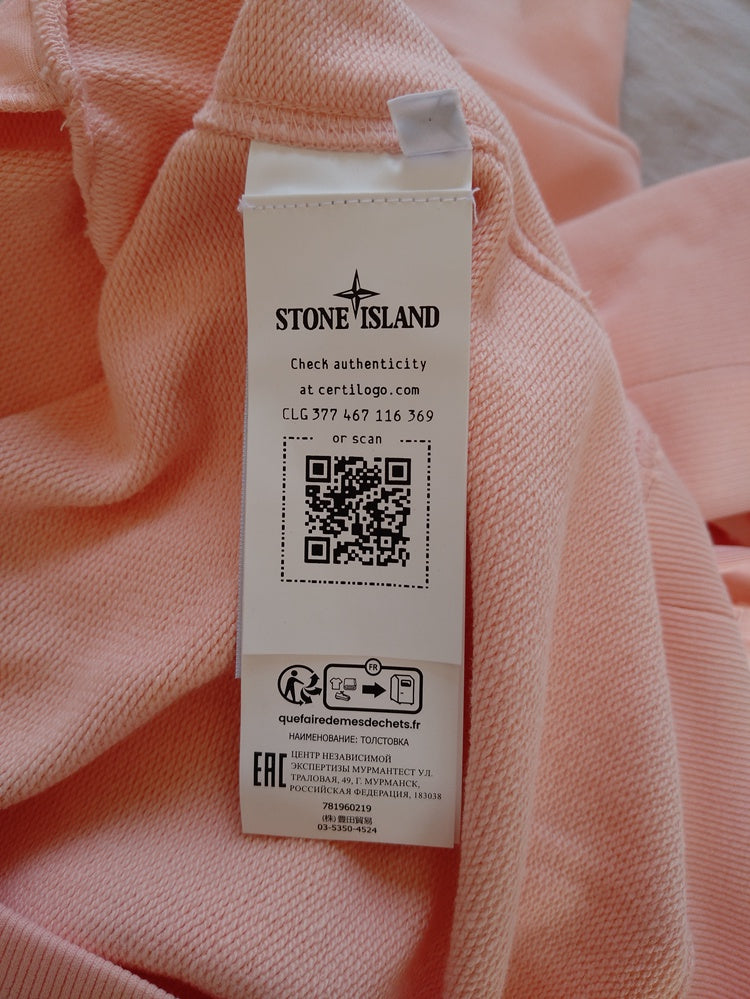 STONE ISLAND
Check authenticity
at certilogo.com
CLG 377 467 116 369
or scan
FR
quefairedemesdechets.fr
НАИМЕНОВАНИЕ: ТОЛСТОВКА
EAC
ЦЕНТР НЕЗАВИСИМОЙ
ЭКСПЕРТИЗЫ МУРМАНТЕСТ УЛ.
ТРАЛОВАЯ, 49, Г. МУРМАНСК,
РОССИЙСКАЯ ФЕДЕРАЦИЯ, 183038
781960219
(株) 豊田貿易
03-5350-4524